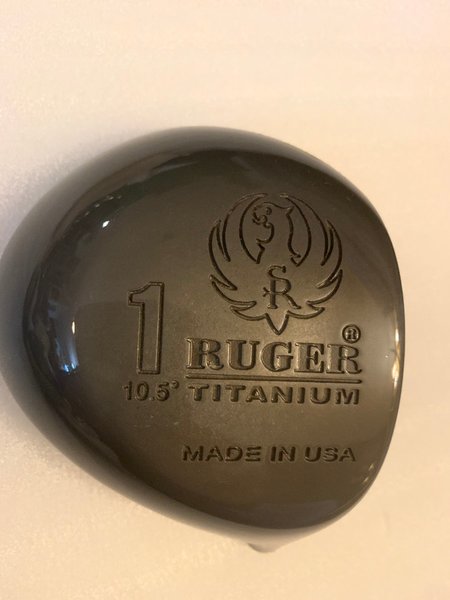 SR
1 RUGER®
10.5° TITANIUM
MADE IN USA